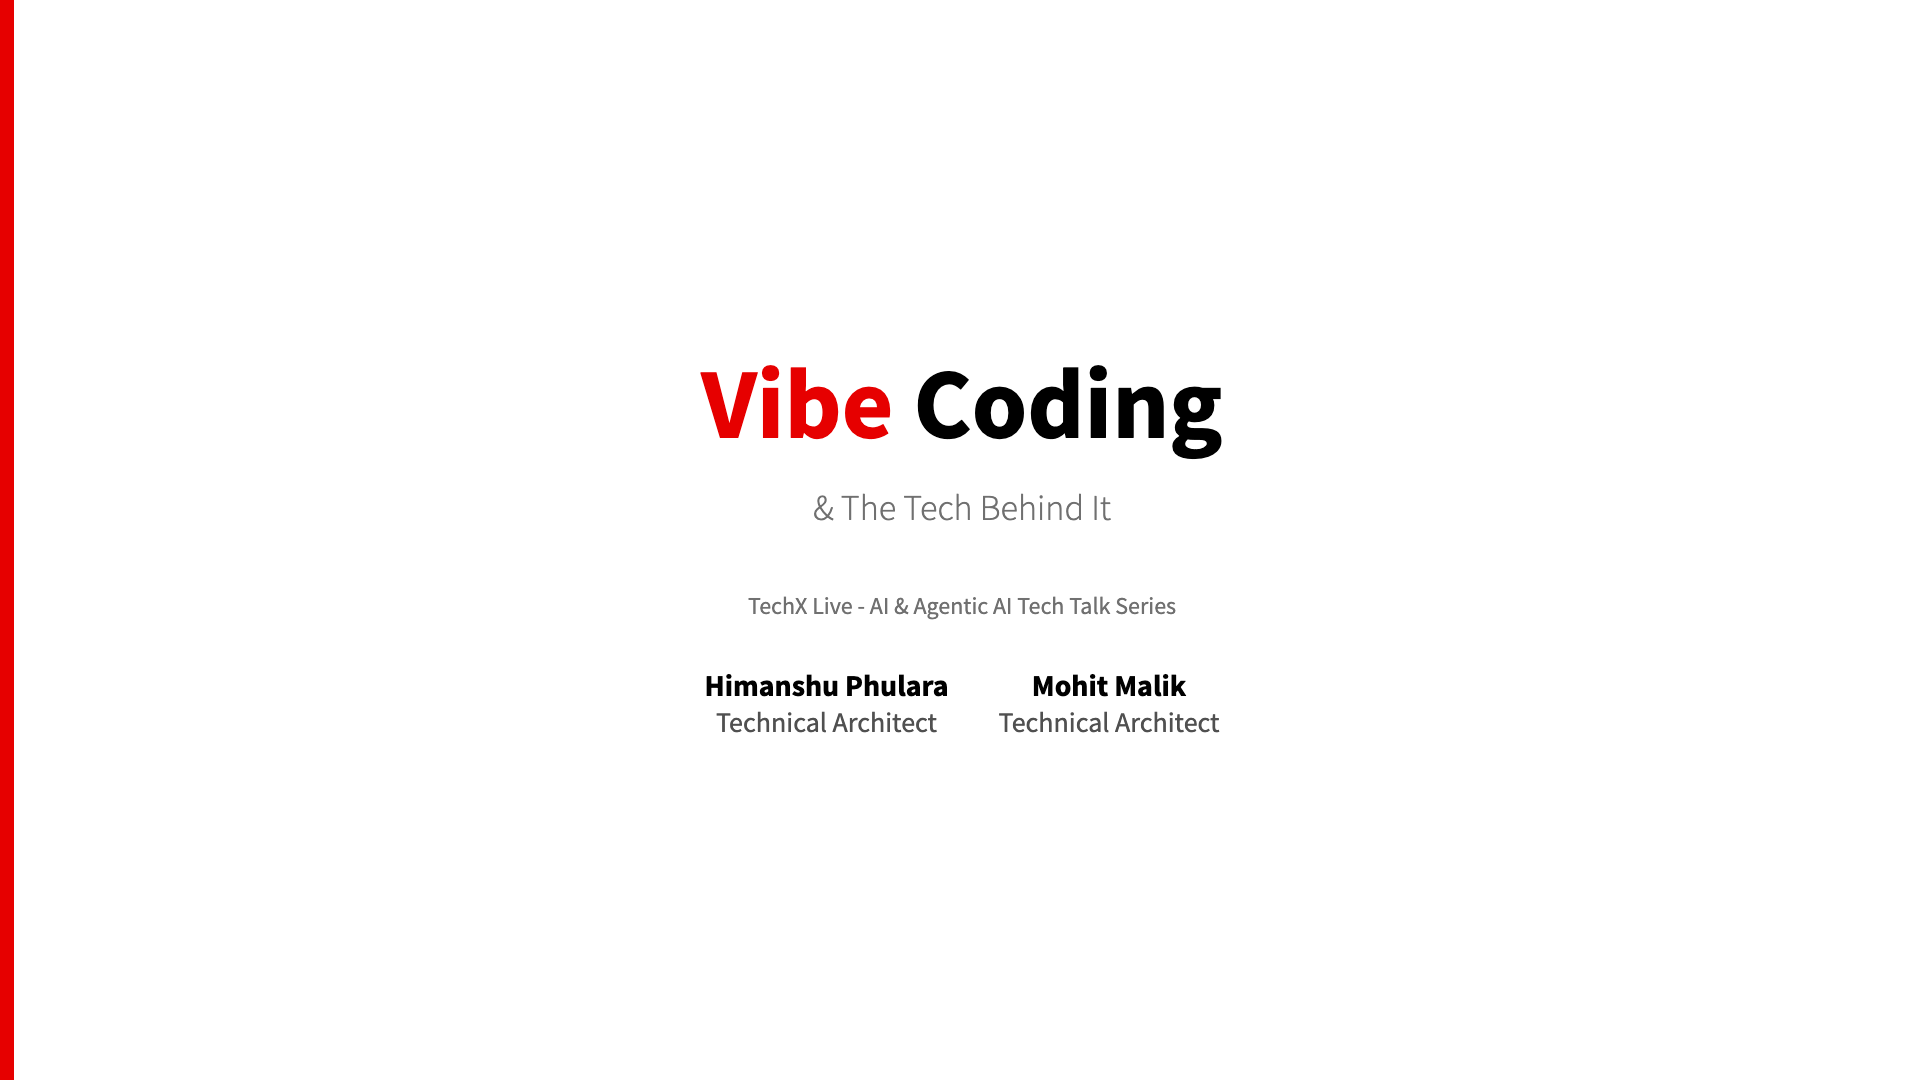 Vibe Coding
& The Tech Behind It
TechX Live - AI & Agentic AI Tech Talk Series
Himanshu Phulara
Technical Architect
Mohit Malik
Technical Architect